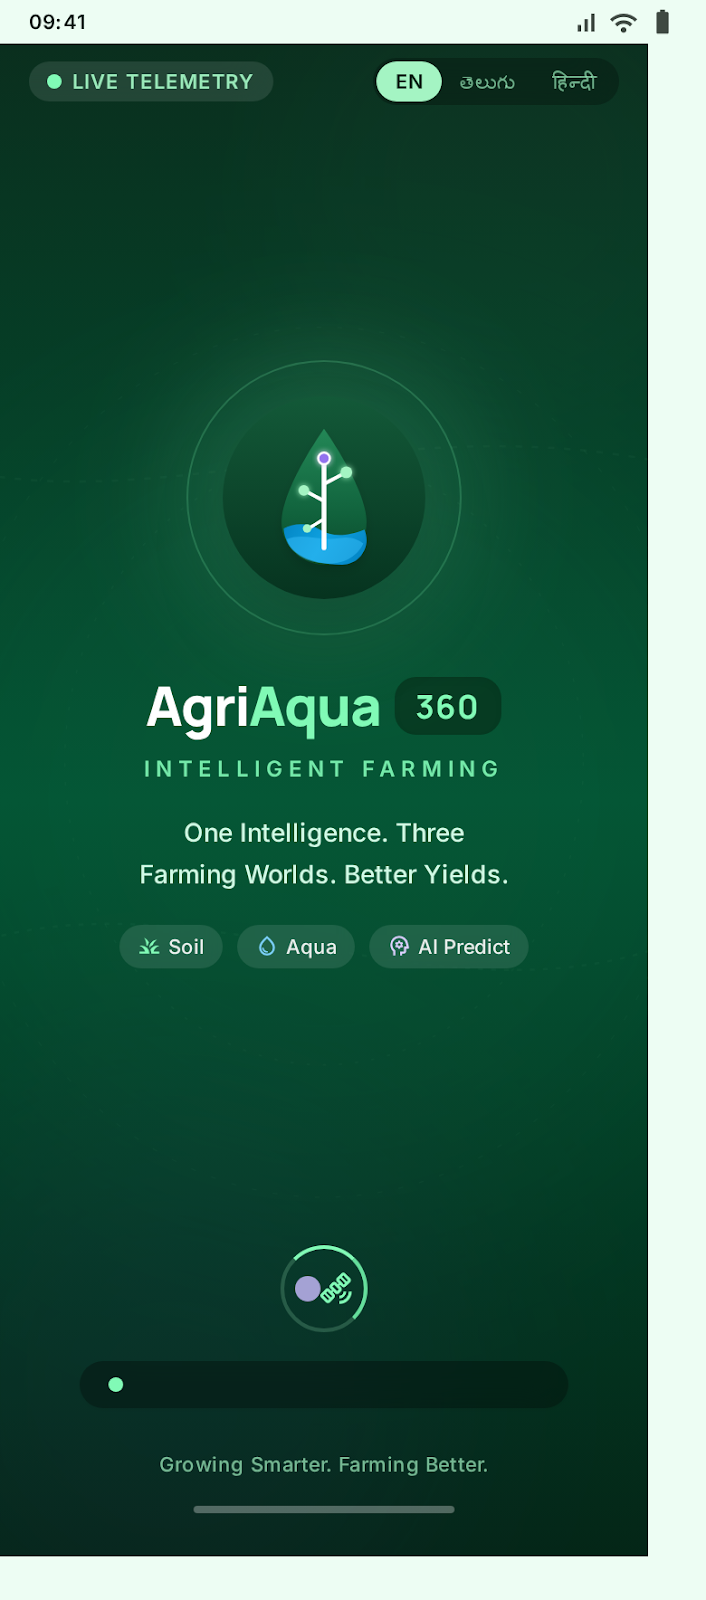 09:41
LIVE TELEMETRY
EN తెలుగు हिन्दी
AgriAqua 360
INTELLIGENT FARMING
One Intelligence. Three
Farming Worlds. Better Yields.
Soil Aqua AI Predict
Growing Smarter. Farming Better.